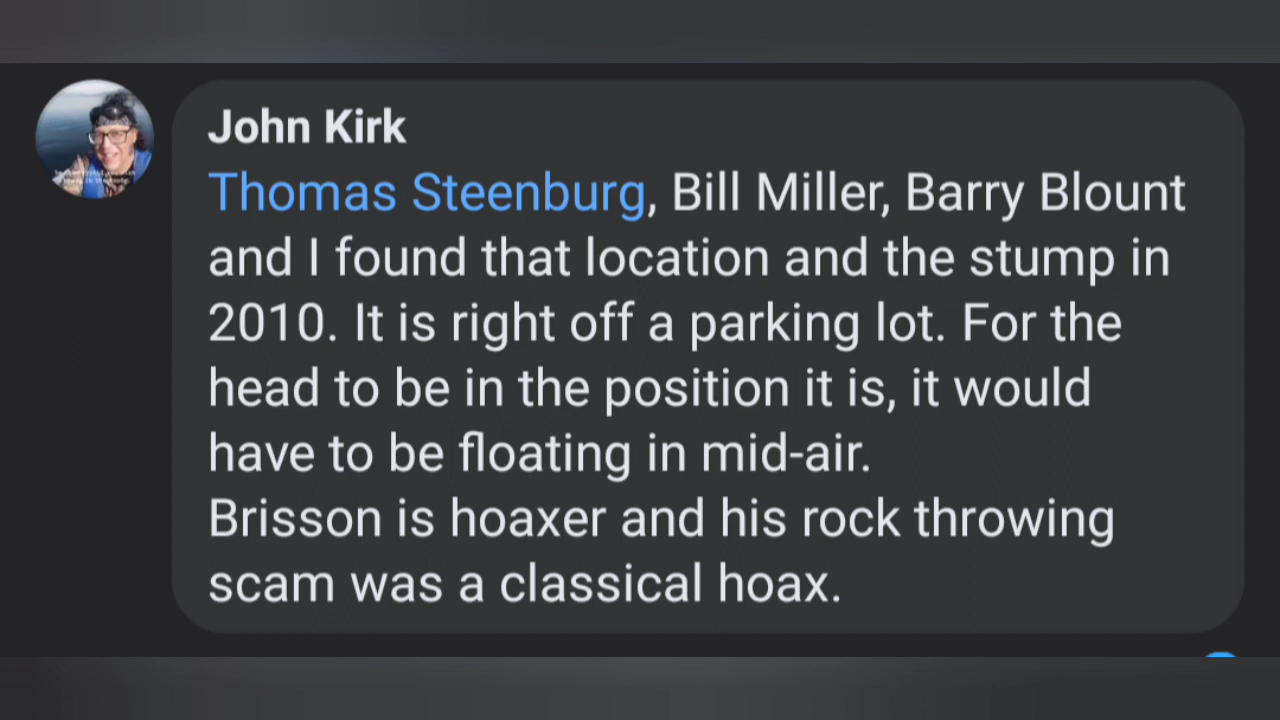 John Kirk
Thomas Steenburg, Bill Miller, Barry Blount
and I found that location and the stump in
2010. It is right off a parking lot. For the
head to be in the position it is, it would
have to be floating in mid-air.
Brisson is hoaxer and his rock throwing
scam was a classical hoax.